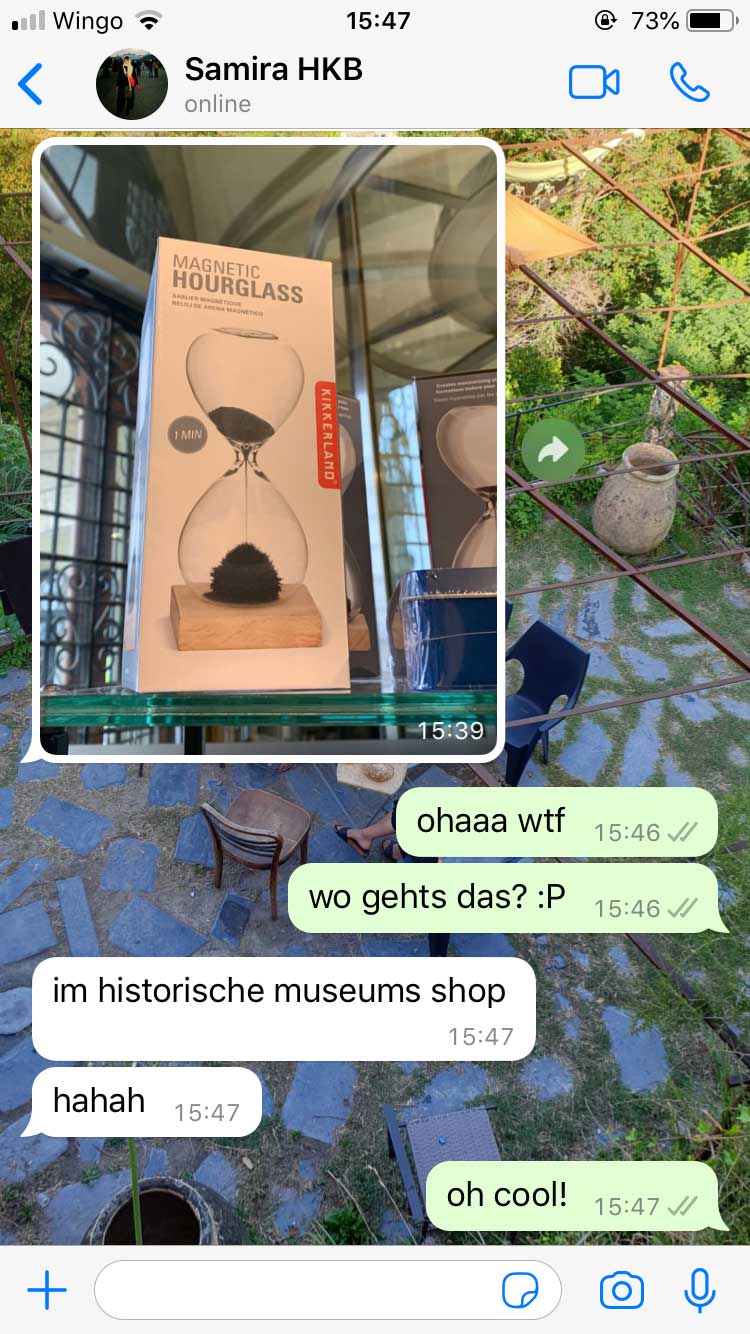 Wingo
15:47
73%
Samira HKB
online
MAGNETIC
HOURGLASS
SABLIER MAGNÉTIQUE
RELOJ DE ARENA MAGNÉTICO
1 MIN
KIKKERLAND
15:39
ohaaa wtf 15:46
wo gehts das? :P 15:46
im historische museums shop
15:47
hahah 15:47
oh cool! 15:47